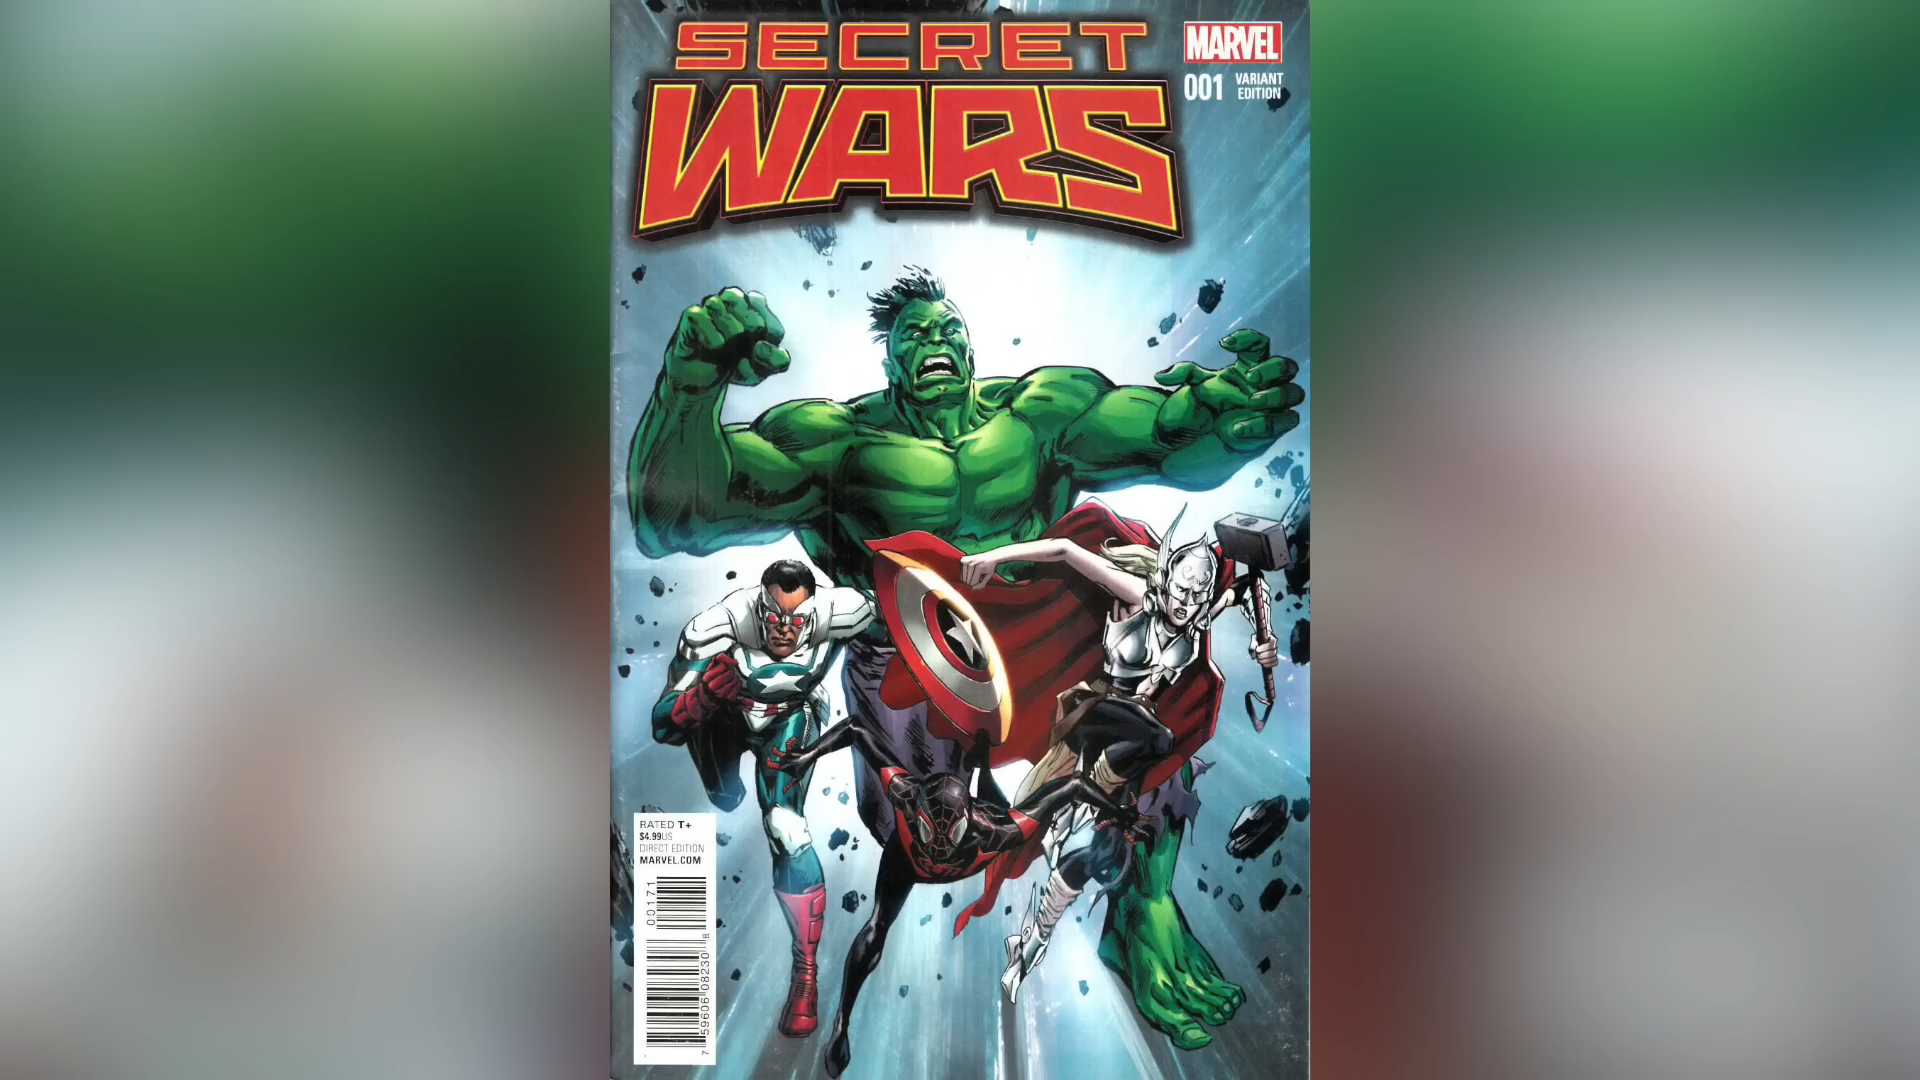 SECRET
WARS
MARVEL
001
VARIANT
EDITION
RATED T+
$4.99US
DIRECT EDITION
MARVEL.COM
00171
7 59606 08230 8